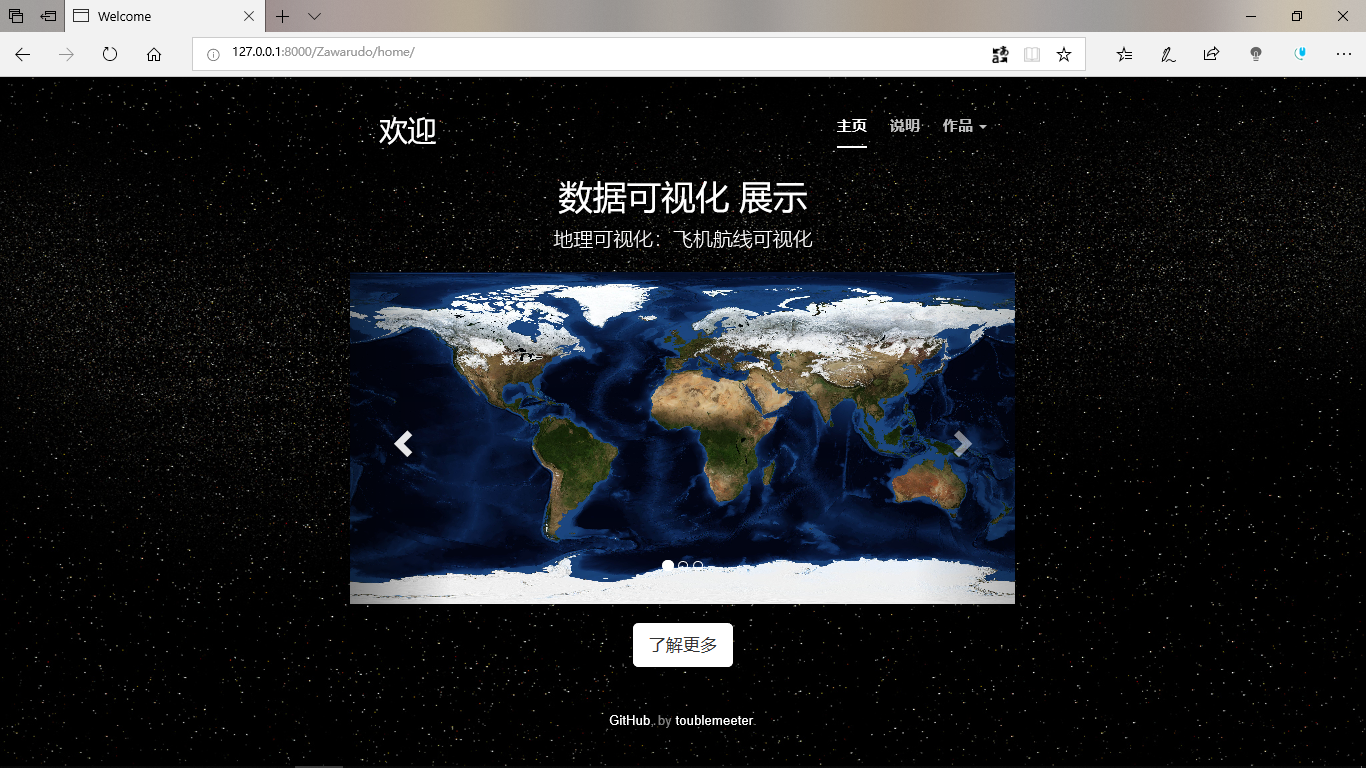 Welcome
127.0.0.1:8000/Zawarudo/home/
欢迎
主页 说明 作品
数据可视化 展示
地理可视化：飞机航线可视化
了解更多
GitHub, by toublemeeter.